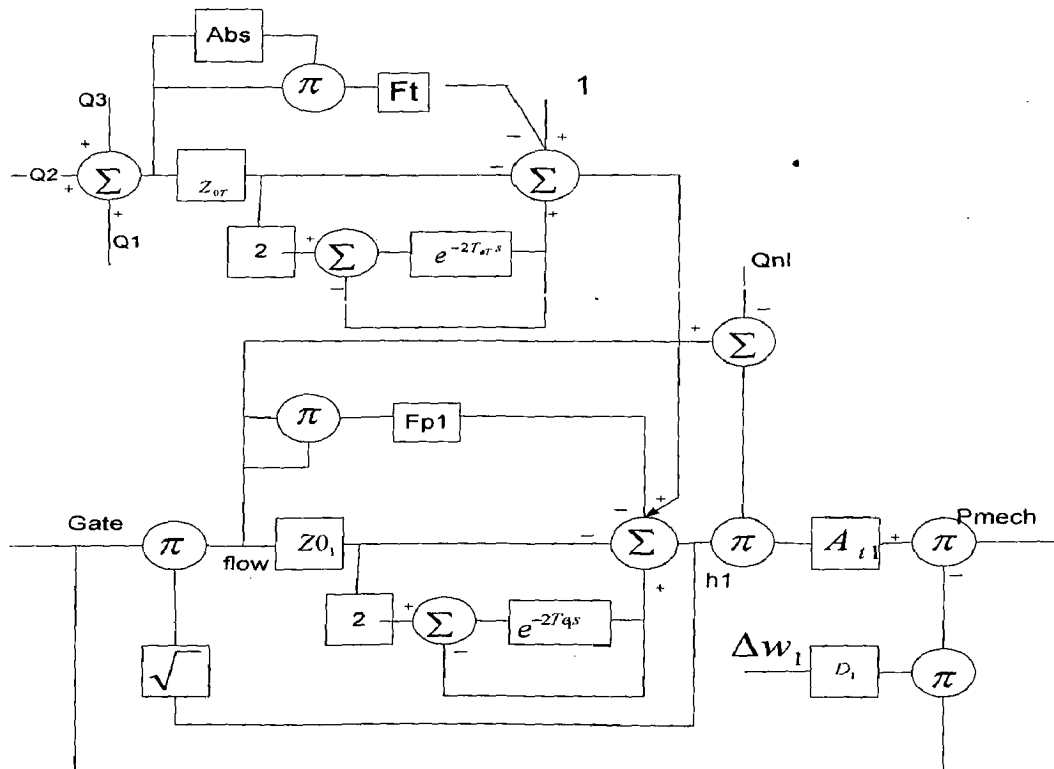 Abs
π
Ft
1
Q3
+
−
+
−Q2
+
Σ
Z₀T
−
Σ
+
Q1
+
2
+
Σ
−
e^{-2T_{eT}s}
Qnl
−
+
Σ
π
Fp1
−
+
Gate
π
flow
Z0₁
−
Σ
+
h1
π
A_{t1}
+
π
Pmech
−
2
+
Σ
−
e^{-2Tqs}
√
Δw₁
D₁
π